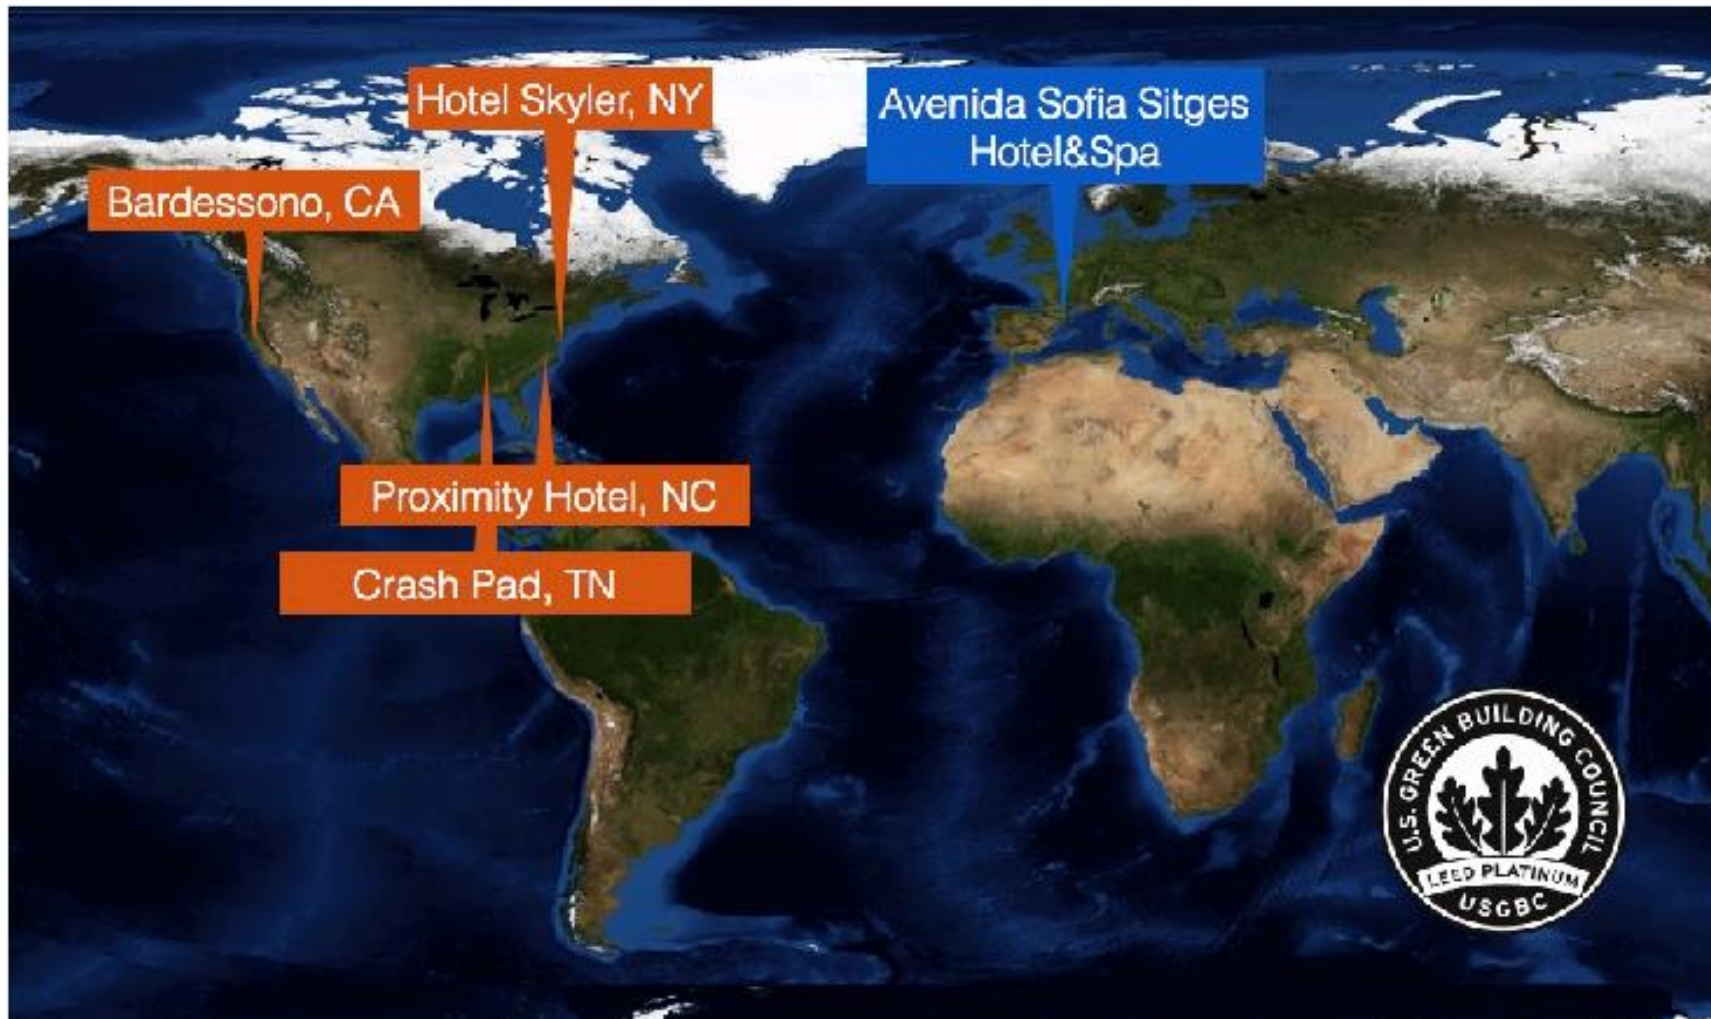 Hotel Skyler, NY
Avenida Sofia Sitges
Hotel&Spa
Bardessono, CA
Proximity Hotel, NC
Crash Pad, TN
U.S. GREEN BUILDING COUNCIL
LEED PLATINUM
USGBC